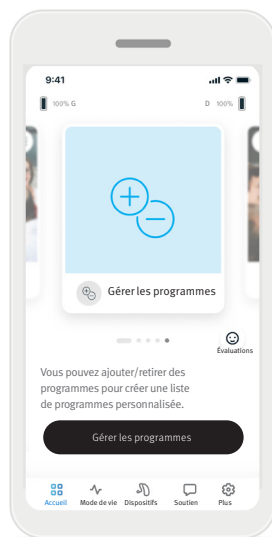 9:41
100% G
D 100%
Gérer les programmes
Évaluations
Vous pouvez ajouter/retirer des
programmes pour créer une liste
de programmes personnalisée.
Gérer les programmes
Accueil Mode de vie Dispositifs Soutien Plus